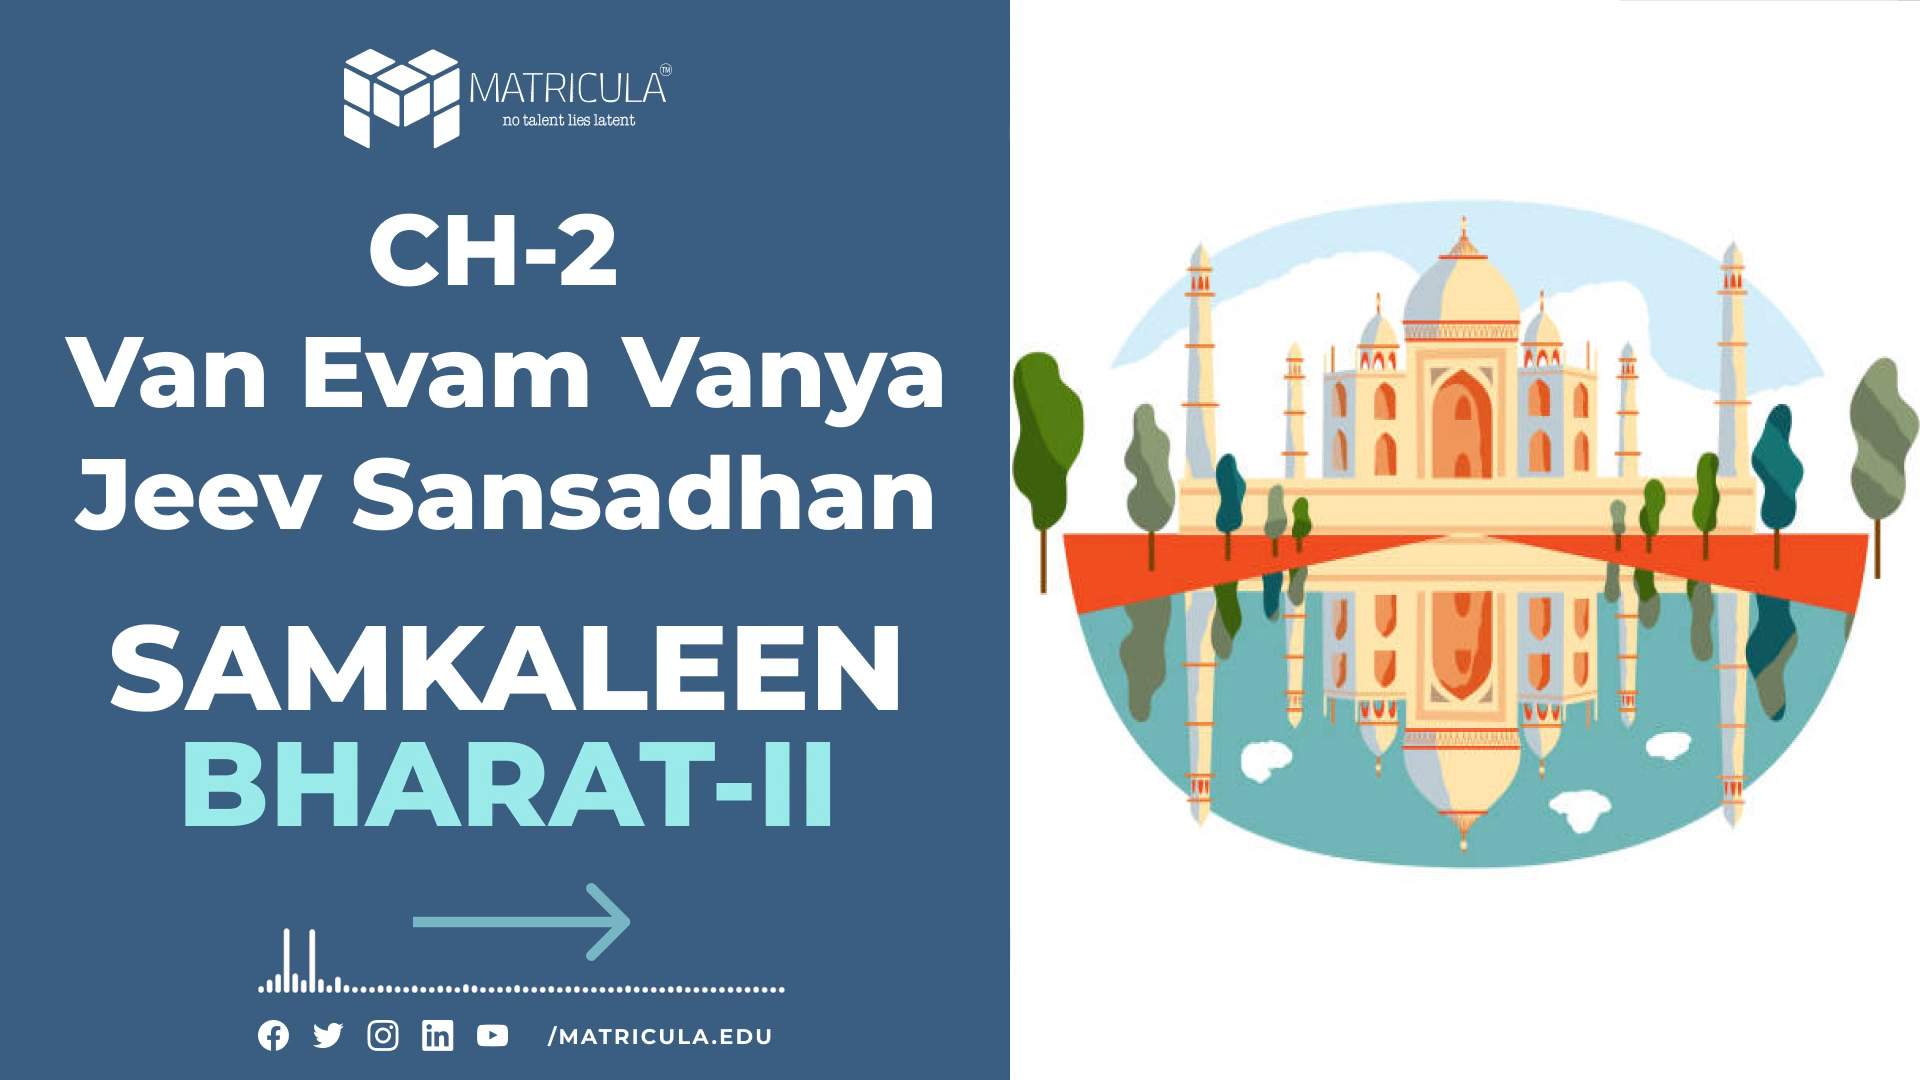 MATRICULA™
no talent lies latent
CH-2
Van Evam Vanya
Jeev Sansadhan
SAMKALEEN
BHARAT-II
/MATRICULA.EDU